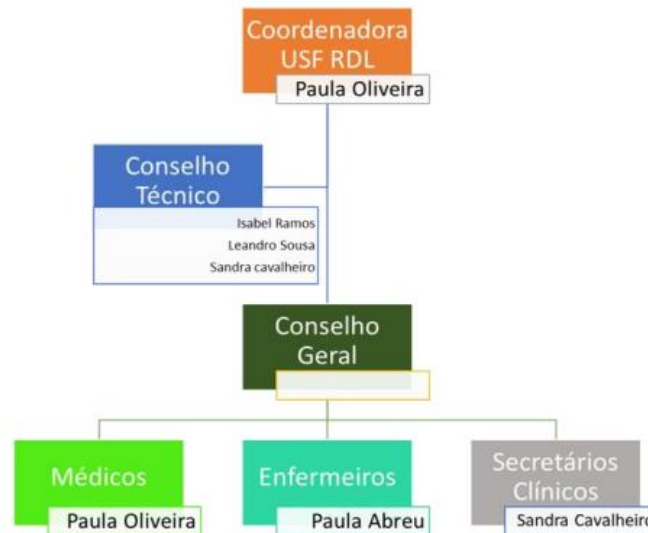 Coordenadora
USF RDL
Paula Oliveira
Conselho
Técnico
Isabel Ramos
Leandro Sousa
Sandra cavalheiro
Conselho
Geral
Médicos
Paula Oliveira
Enfermeiros
Paula Abreu
Secretários
Clínicos
Sandra Cavalheiro